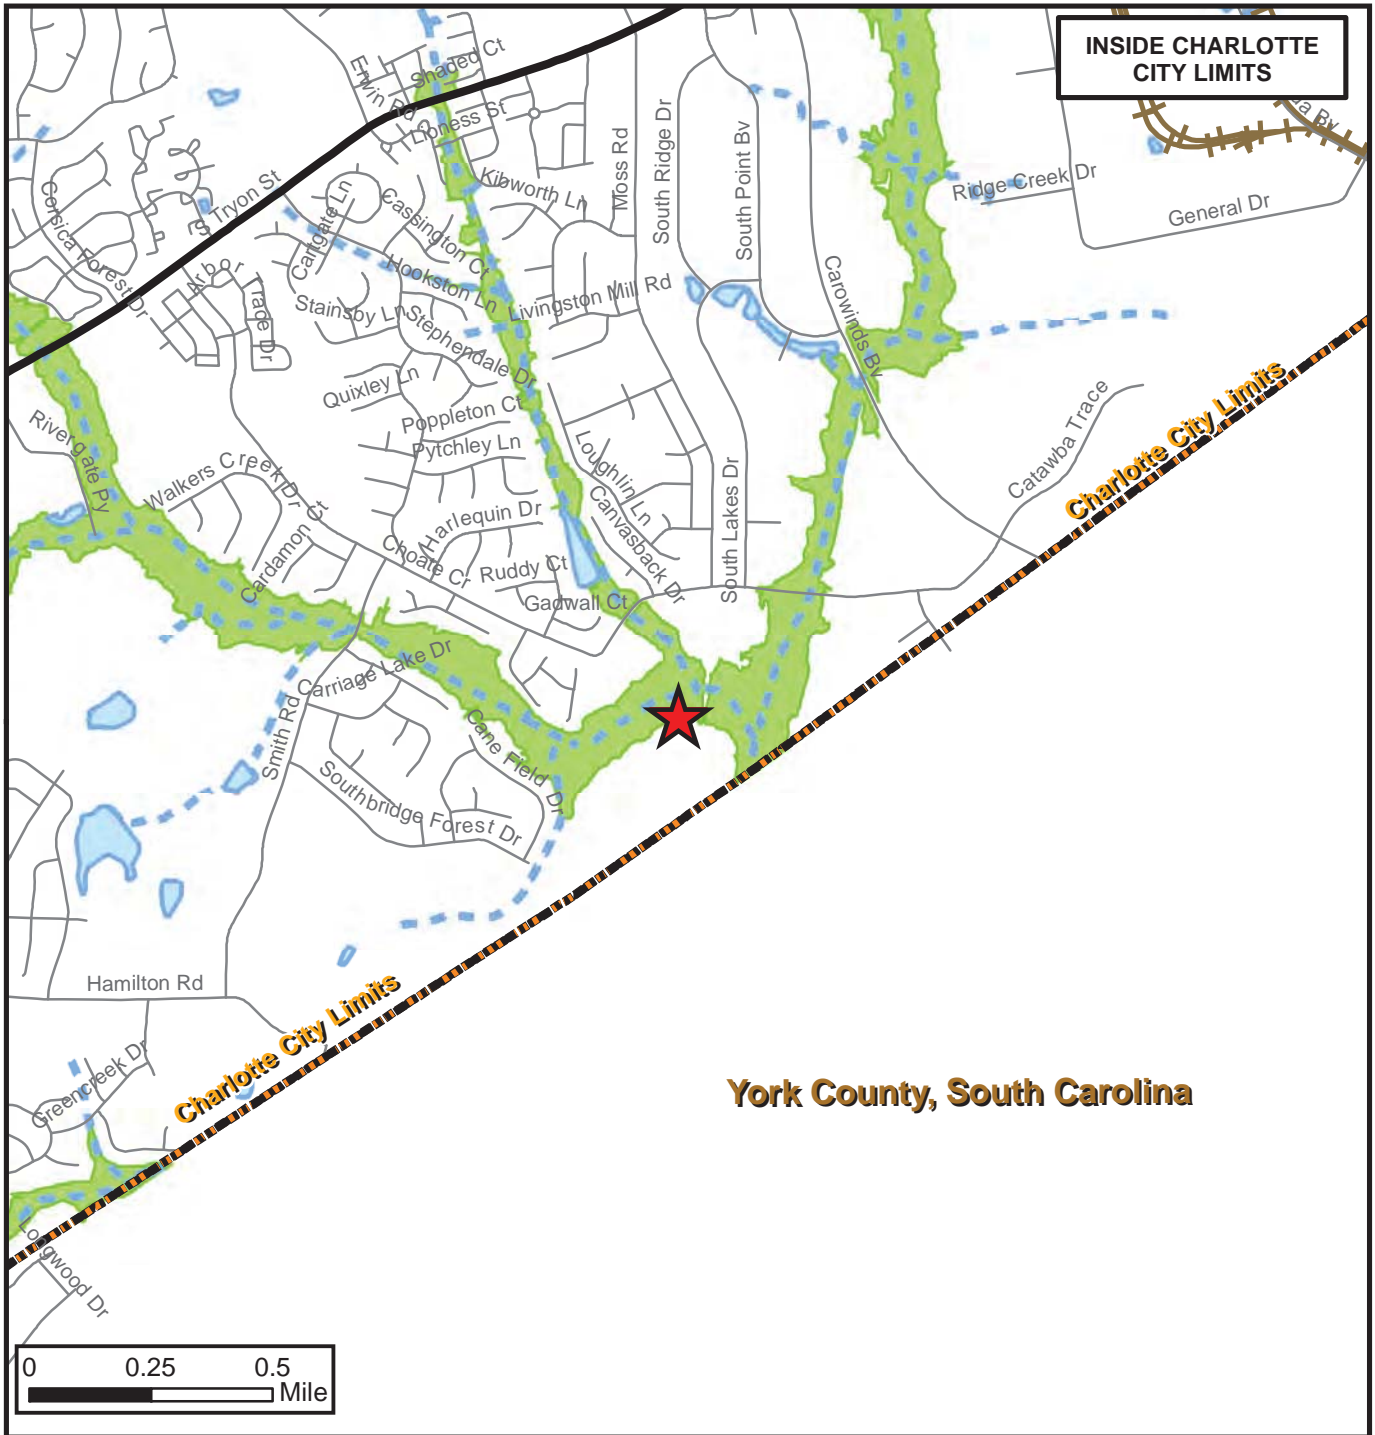 INSIDE CHARLOTTE
CITY LIMITS
Shaded Ct
Erwin Rd
Lioness St
Moss Rd
South Ridge Dr
South Point Bv
Ridge Creek Dr
General Dr
Kibworth Ln
S Tryon St
Cartgate Ln
Cassington Ct
Corsica Forest Dr
Arbor Trace Dr
Hookston Ln
Livingston Mill Rd
Carowinds Bv
Stainsby Ln
Stephendale Dr
Quixley Ln
Poppleton Ct
Pytchley Ln
Rivergate Py
Walkers Creek Dr
Loughlin Ln
Canvasback Dr
South Lakes Dr
Catawba Trace
Charlotte City Limits
Harlequin Dr
Cardamon Ct
Choate Cr
Ruddy Ct
Gadwall Ct
Carriage Lake Dr
Smith Rd
Cane Field Dr
Southbridge Forest Dr
Hamilton Rd
Charlotte City Limits
Greencreek Dr
York County, South Carolina
Longwood Dr
0 0.25 0.5
Mile